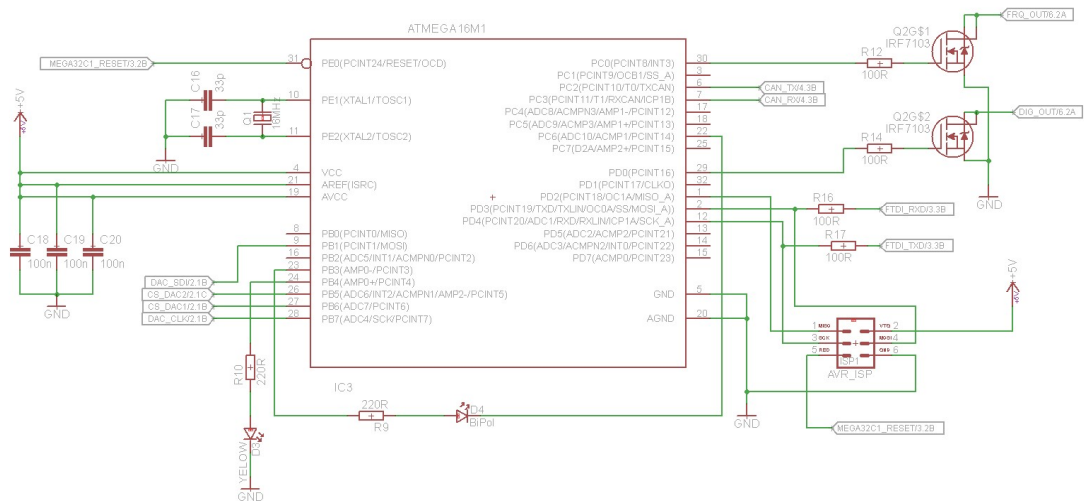 ATMEGA16M1
MEGA32C1_RESET/3.2B
31
PE0(PCINT24/RESET/OCD)
10
PE1(XTAL1/TOSC1)
11
PE2(XTAL2/TOSC2)
4
VCC
21
AREF(ISRC)
19
AVCC
8
PB0(PCINT0/MISO)
9
PB1(PCINT1/MOSI)
16
PB2(ADC5/INT1/ACMPN0/PCINT2)
23
PB3(AMP0-/PCINT3)
24
PB4(AMP0+/PCINT4)
26
PB5(ADC6/INT2/ACMPN1/AMP2-/PCINT5)
27
PB6(ADC7/PCINT6)
28
PB7(ADC4/SCK/PCINT7)
PC0(PCINT8/INT3)
30
PC1(PCINT9/OCB1/SS_A)
3
PC2(PCINT10/T0/TXCAN)
6
PC3(PCINT11/T1/RXCAN/ICP1B)
7
PC4(ADC8/ACMPN3/AMP1-/PCINT12)
17
PC5(ADC9/ACMP3/AMP1+/PCINT13)
18
PC6(ADC10/ACMP1/PCINT14)
22
PC7(D2A/AMP2+/PCINT15)
25
PD0(PCINT16)
29
PD1(PCINT17/CLKO)
32
PD2(PCINT18/OC1A/MISO_A)
1
PD3(PCINT19/TXD/TXLIN/OC0A/SS/MOSI_A))
2
PD4(PCINT20/ADC1/RXD/RXLIN/ICP1A/SCK_A)
12
PD5(ADC2/ACMP2/PCINT21)
13
PD6(ADC3/ACMPN2/INT0/PCINT22)
14
PD7(ACMP0/PCINT23)
15
GND
5
AGND
20
IC3
C16
33p
C17
33p
Q1
16MHz
GND
+5V
+5V
C18
100n
C19
100n
C20
100n
GND
DAC_SDI/2.1B
CS_DAC2/2.1C
CS_DAC1/2.1B
DAC_CLK/2.1B
R10
220R
YELOW
D3
GND
220R
R9
D4
BiPol
FRQ_OUT/6.2A
Q2G$1
IRF7103
R12
100R
CAN_TX/4.3B
CAN_RX/4.3B
DIO_OUT/6.2A
Q2G$2
IRF7103
R14
100R
GND
R16
100R
FTDI_RXD/3.3B
R17
100R
FTDI_TXD/3.3B
+5V
+5V
1
MISO
VTG
2
3
SCK
MOSI
4
5
GND
6
ISP1
AVR_ISP
GND
MEGA32C1_RESET/3.2B